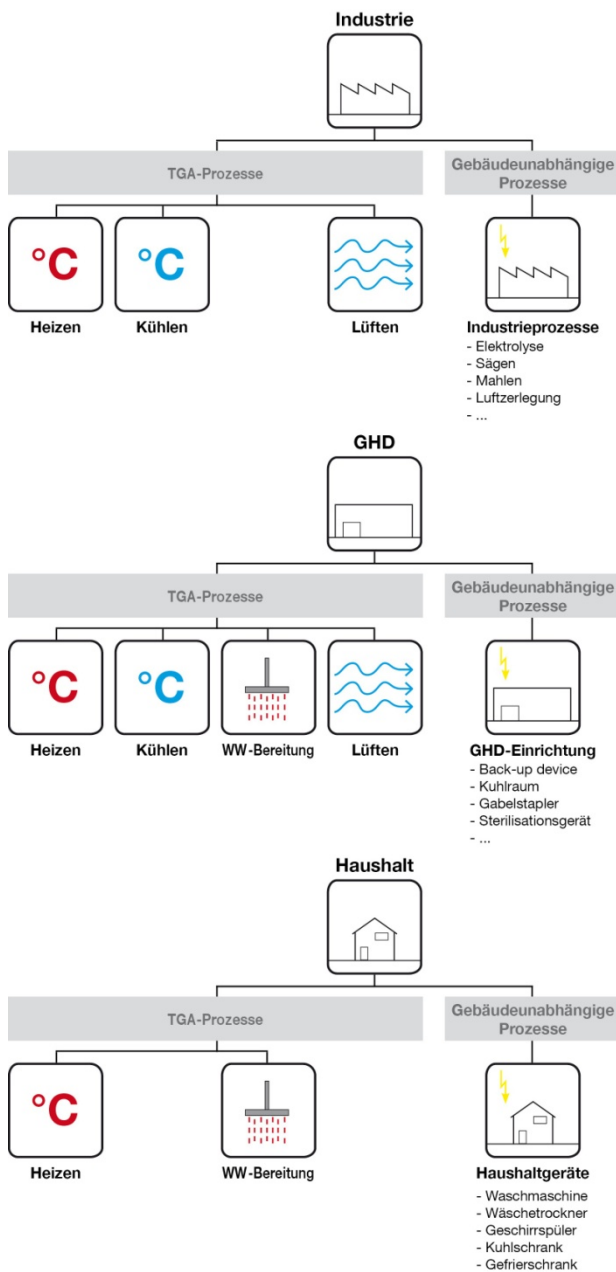 Industrie
TGA-Prozesse
Gebäudeunabhängige
Prozesse
°C
°C
Heizen
Kühlen
Lüften
Industrieprozesse
- Elektrolyse
- Sägen
- Mahlen
- Luftzerlegung
- ...
GHD
TGA-Prozesse
Gebäudeunabhängige
Prozesse
°C
°C
Heizen
Kühlen
WW-Bereitung
Lüften
GHD-Einrichtung
- Back-up device
- Kuhlraum
- Gabelstapler
- Sterilisationsgerät
- ...
Haushalt
TGA-Prozesse
Gebäudeunabhängige
Prozesse
°C
Heizen
WW-Bereitung
Haushaltgeräte
- Waschmaschine
- Wäschetrockner
- Geschirrspüler
- Kuhlschrank
- Gefrierschrank